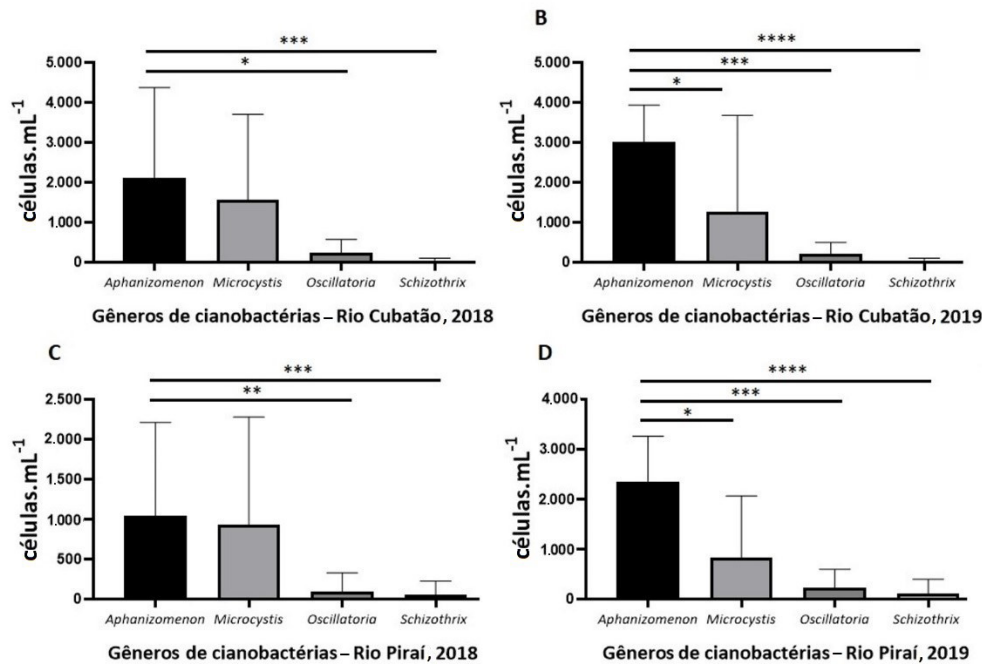 B
***
*
5.000
4.000
3.000
2.000
1.000
0
células.mL-1
Aphanizomenon Microcystis Oscillatoria Schizothrix
Gêneros de cianobactérias – Rio Cubatão, 2018
****
***
*
5.000
4.000
3.000
2.000
1.000
0
células.mL-1
Aphanizomenon Microcystis Oscillatoria Schizothrix
Gêneros de cianobactérias – Rio Cubatão, 2019
C
***
**
2.500
2.000
1.500
1.000
500
0
células.mL-1
Aphanizomenon Microcystis Oscillatoria Schizothrix
Gêneros de cianobactérias – Rio Piraí, 2018
D
****
***
*
4.000
3.000
2.000
1.000
0
células.mL-1
Aphanizomenon Microcystis Oscillatoria Schizothrix
Gêneros de cianobactérias – Rio Piraí, 2019